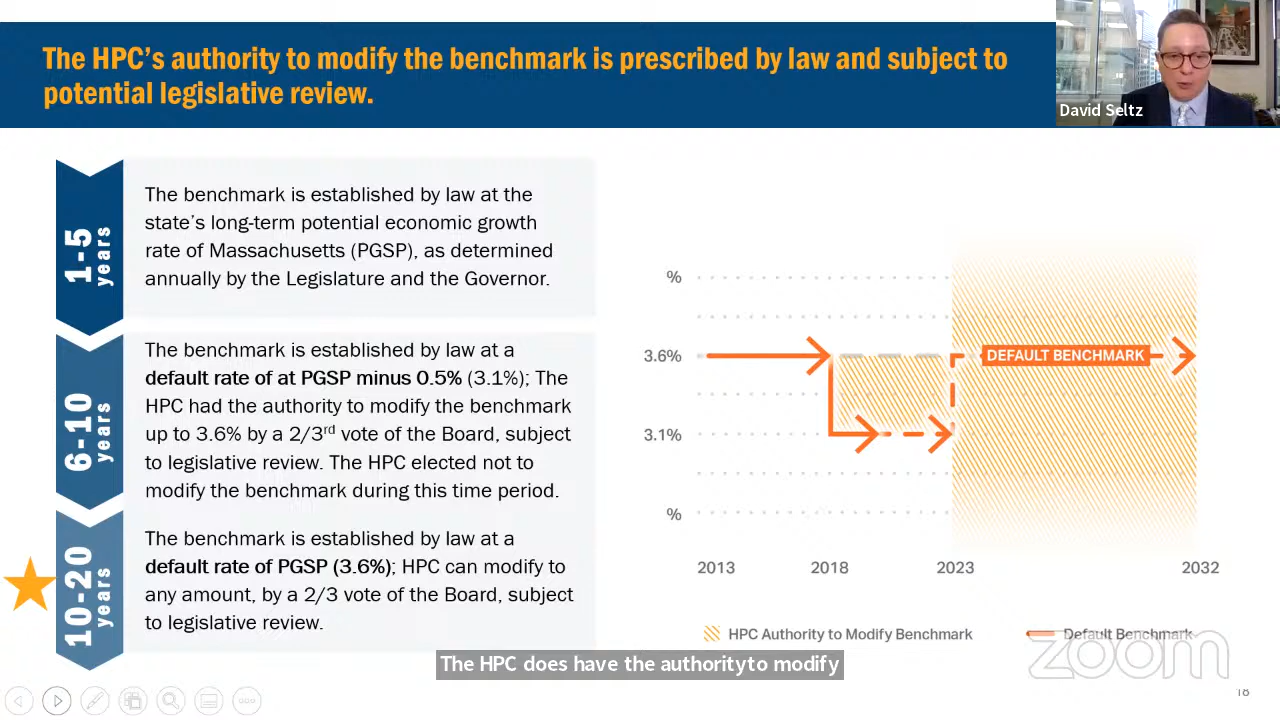 The HPC's authority to modify the benchmark is prescribed by law and subject to
potential legislative review.
David Seltz
1-5
years
The benchmark is established by law at the
state's long-term potential economic growth
rate of Massachusetts (PGSP), as determined
annually by the Legislature and the Governor.
6-10
years
The benchmark is established by law at a
default rate of at PGSP minus 0.5% (3.1%); The
HPC had the authority to modify the benchmark
up to 3.6% by a 2/3rd vote of the Board, subject
to legislative review. The HPC elected not to
modify the benchmark during this time period.
10-20
years
The benchmark is established by law at a
default rate of PGSP (3.6%); HPC can modify to
any amount, by a 2/3 vote of the Board, subject
to legislative review.
%
3.6%
DEFAULT BENCHMARK
3.1%
%
2013 2018 2023 2032
HPC Authority to Modify Benchmark
Default Benchmark
zoom
The HPC does have the authority to modify
18